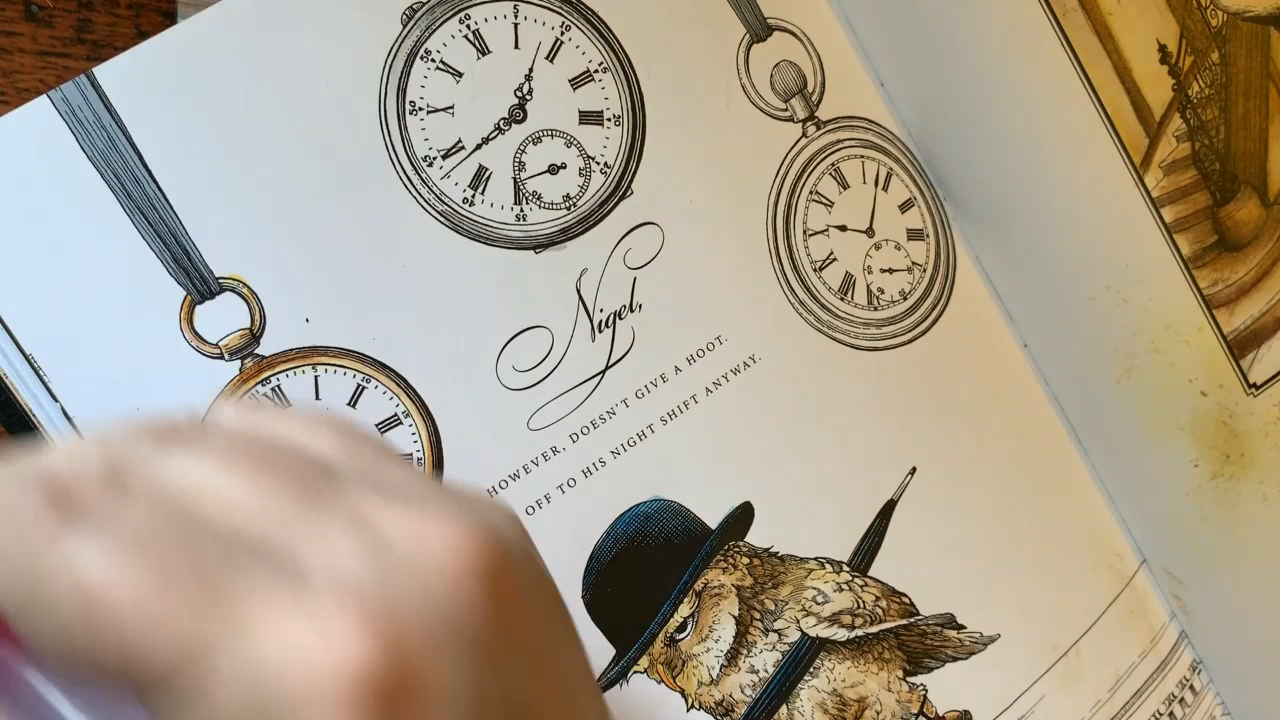 Nigel,
HOWEVER, DOESN'T GIVE A HOOT.
OFF TO HIS NIGHT SHIFT ANYWAY.